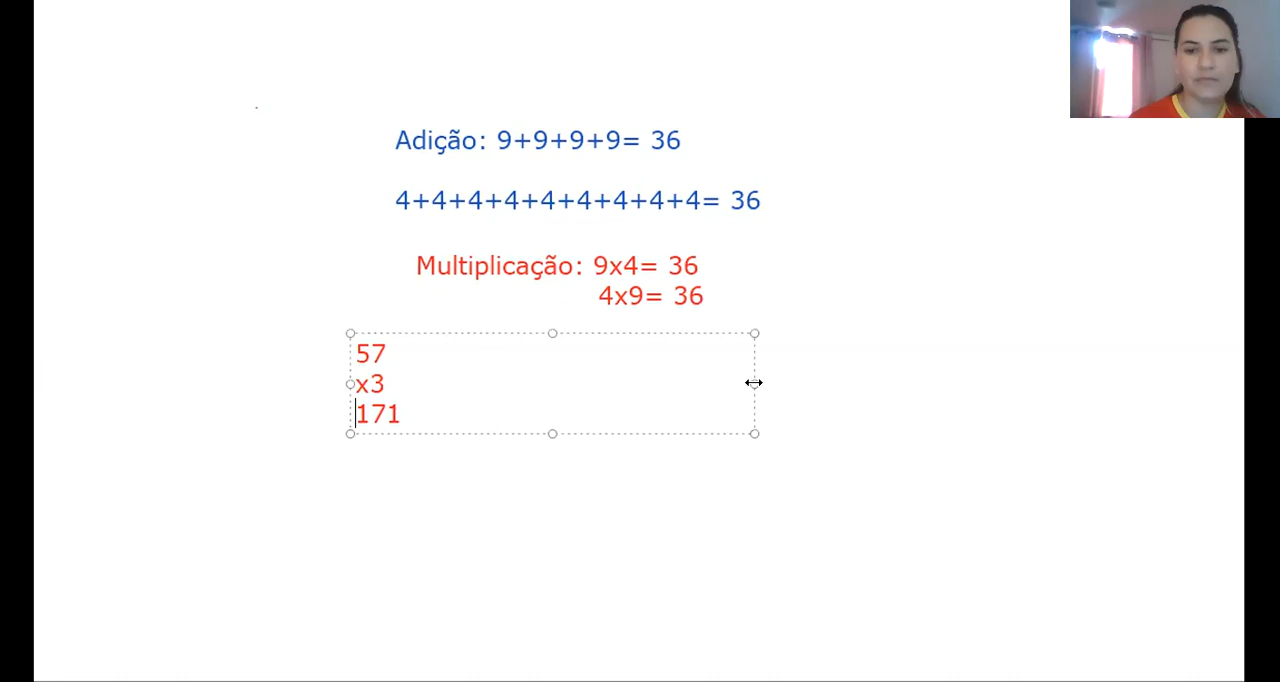 Adição: 9+9+9+9= 36
4+4+4+4+4+4+4+4+4= 36
Multiplicação: 9x4= 36
4x9= 36
57
x3
171